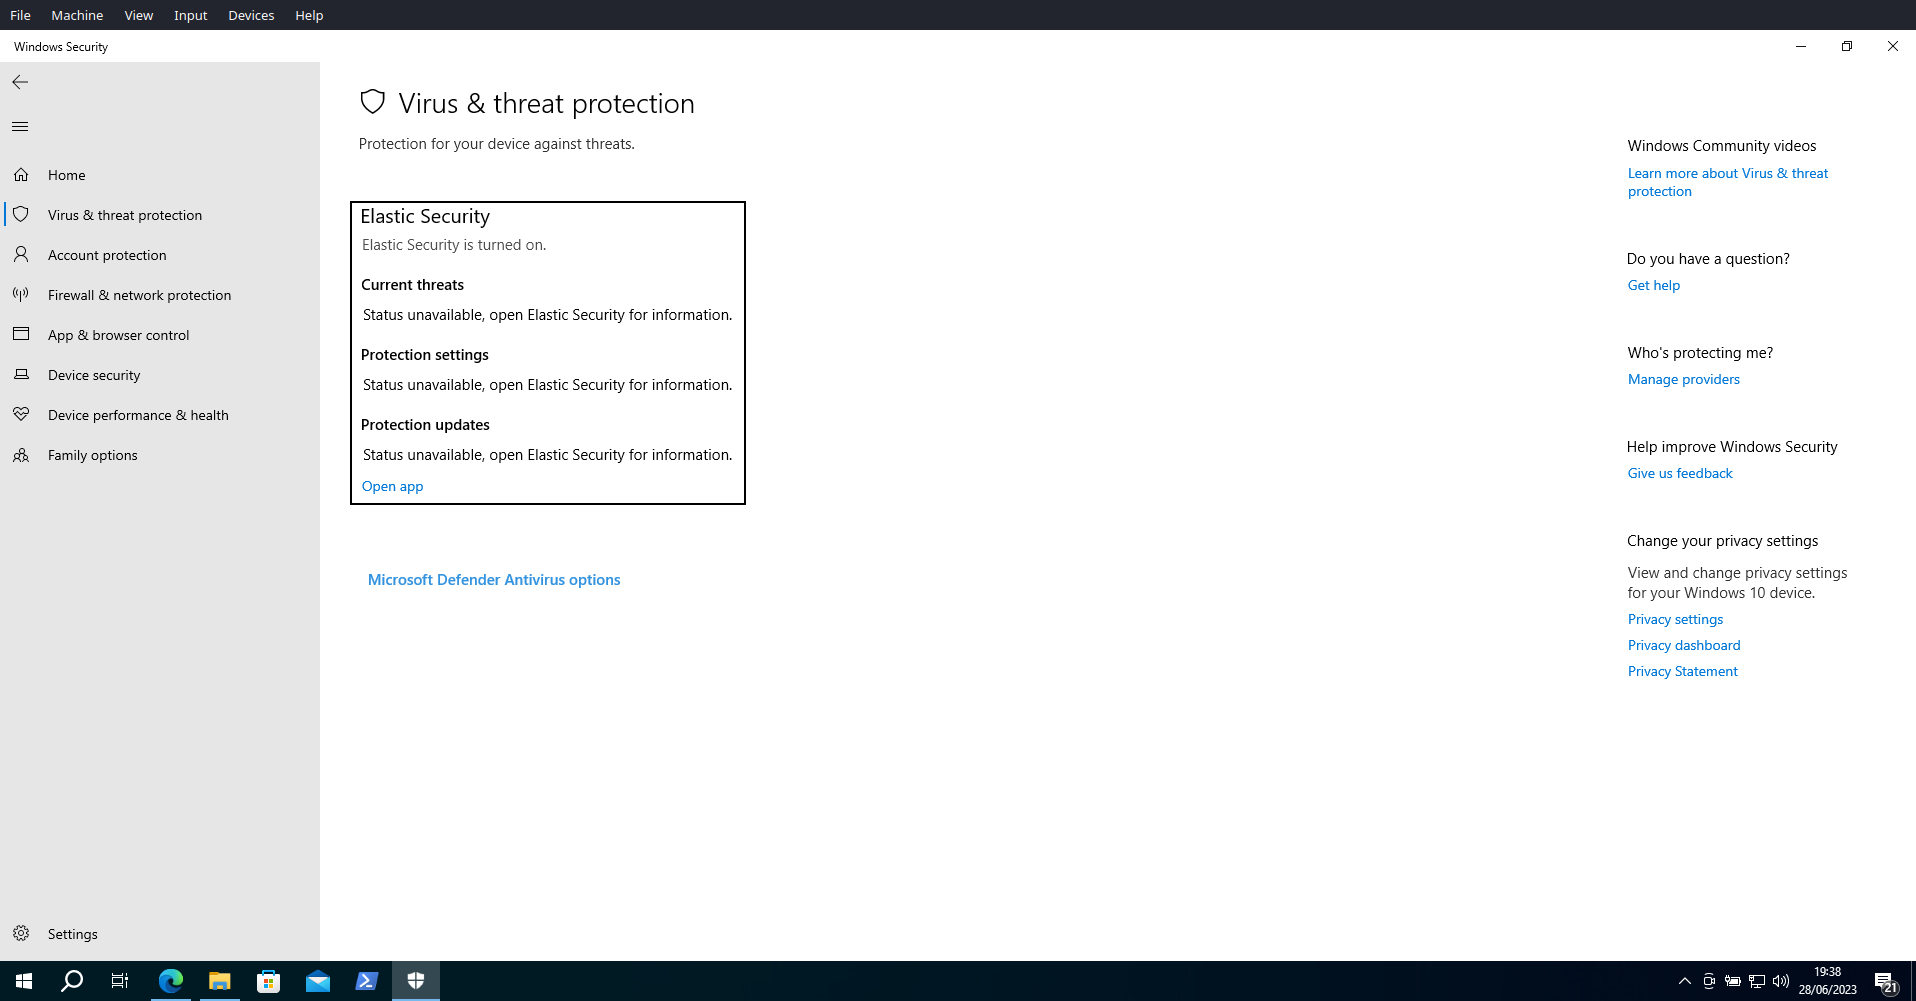 File Machine View Input Devices Help
Windows Security
Home
Virus & threat protection
Account protection
Firewall & network protection
App & browser control
Device security
Device performance & health
Family options
Settings
Virus & threat protection
Protection for your device against threats.
Elastic Security
Elastic Security is turned on.
Current threats
Status unavailable, open Elastic Security for information.
Protection settings
Status unavailable, open Elastic Security for information.
Protection updates
Status unavailable, open Elastic Security for information.
Open app
Microsoft Defender Antivirus options
Windows Community videos
Learn more about Virus & threat
protection
Do you have a question?
Get help
Who's protecting me?
Manage providers
Help improve Windows Security
Give us feedback
Change your privacy settings
View and change privacy settings
for your Windows 10 device.
Privacy settings
Privacy dashboard
Privacy Statement
19:38
28/06/2023
21